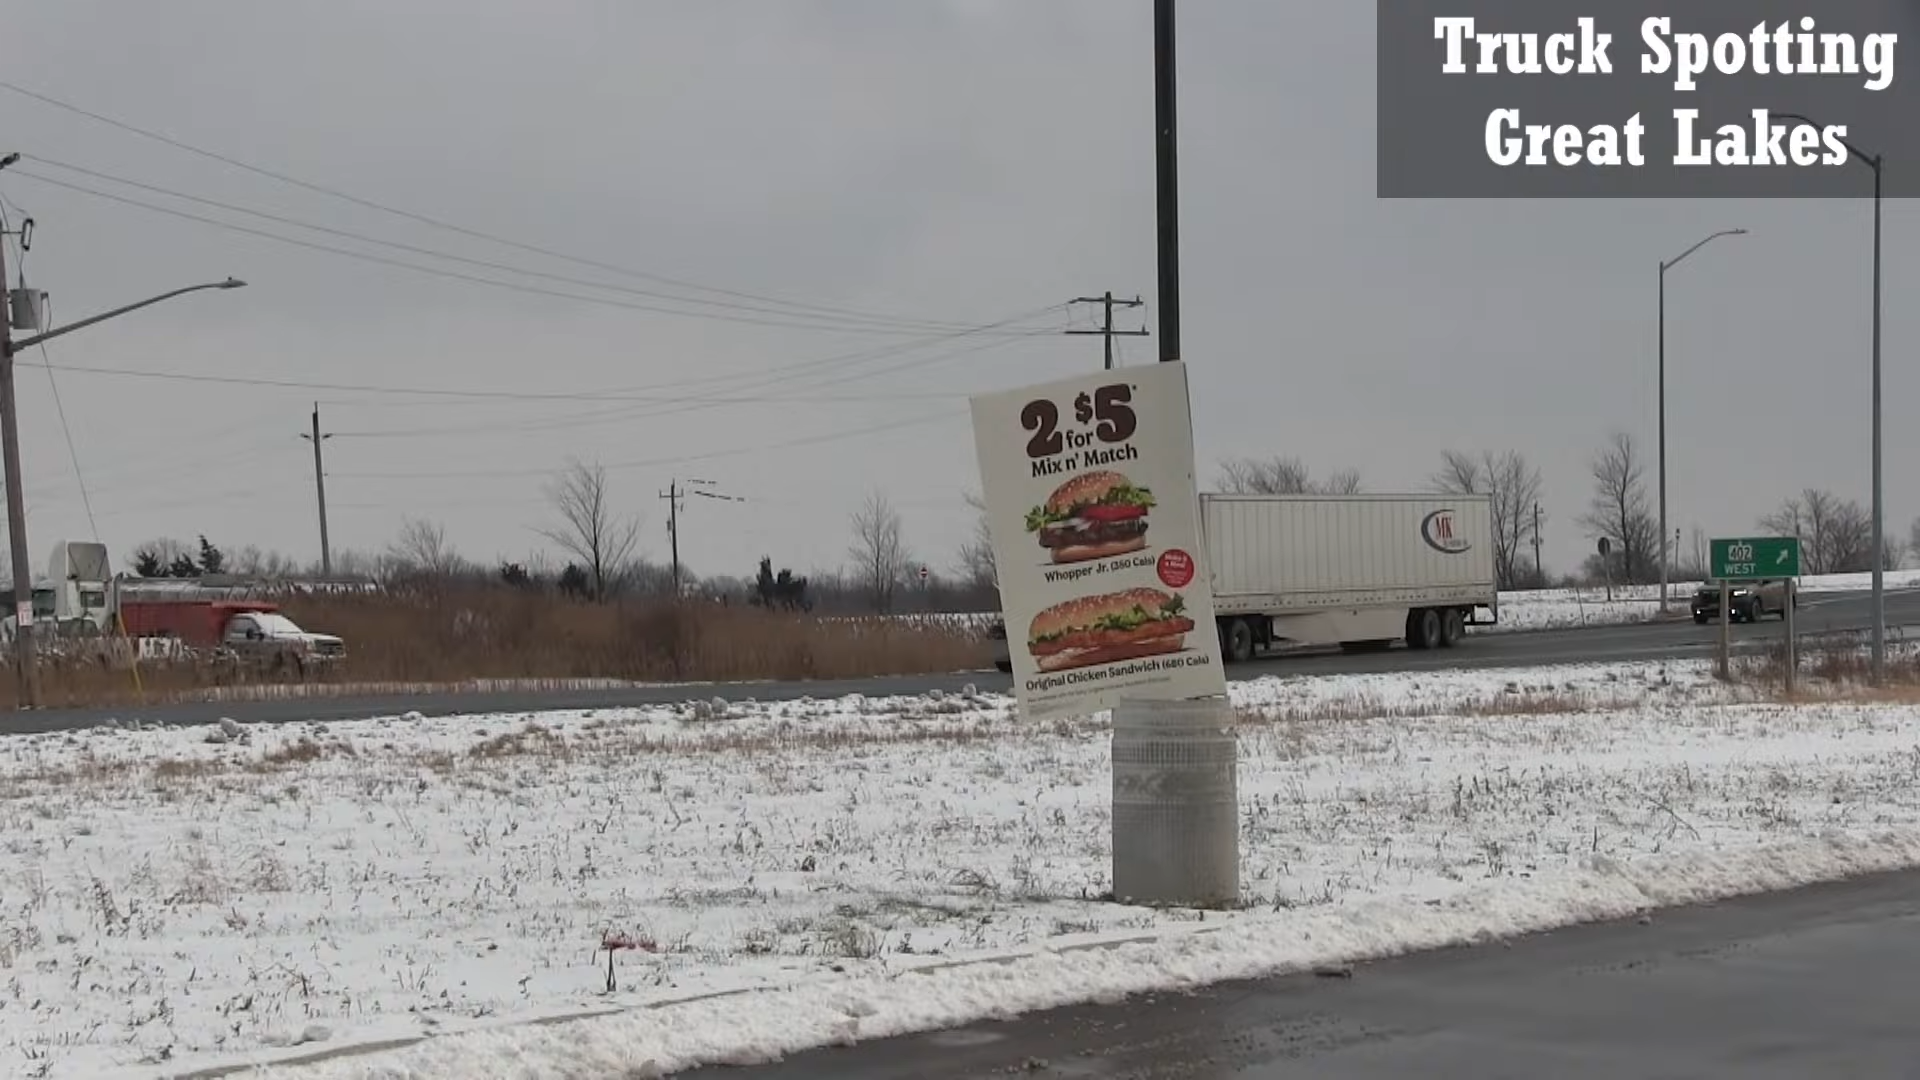 Truck Spotting
Great Lakes
2 for $5*
Mix n' Match
Whopper Jr. (350 Cals)
Original Chicken Sandwich (680 Cals)
MK
402
WEST